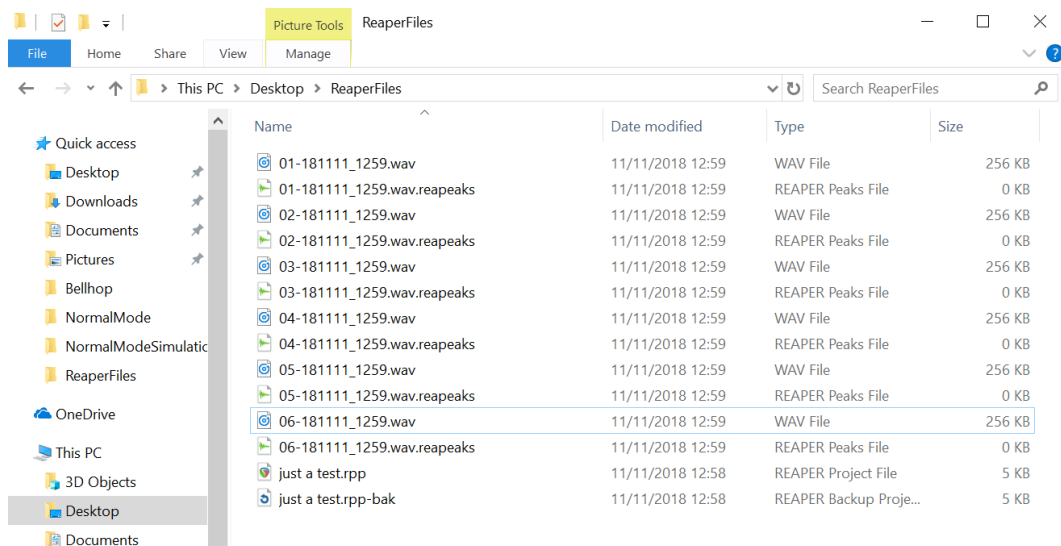 Picture Tools ReaperFiles
File Home Share View Manage ?
This PC Desktop ReaperFiles Search ReaperFiles
Name Date modified Type Size
Quick access
Desktop
Downloads
Documents
Pictures
Bellhop
NormalMode
NormalModeSimulatic
ReaperFiles
OneDrive
This PC
3D Objects
Desktop
Documents
01-181111_1259.wav 11/11/2018 12:59 WAV File 256 KB
01-181111_1259.wav.reapeaks 11/11/2018 12:59 REAPER Peaks File 0 KB
02-181111_1259.wav 11/11/2018 12:59 WAV File 256 KB
02-181111_1259.wav.reapeaks 11/11/2018 12:59 REAPER Peaks File 0 KB
03-181111_1259.wav 11/11/2018 12:59 WAV File 256 KB
03-181111_1259.wav.reapeaks 11/11/2018 12:59 REAPER Peaks File 0 KB
04-181111_1259.wav 11/11/2018 12:59 WAV File 256 KB
04-181111_1259.wav.reapeaks 11/11/2018 12:59 REAPER Peaks File 0 KB
05-181111_1259.wav 11/11/2018 12:59 WAV File 256 KB
05-181111_1259.wav.reapeaks 11/11/2018 12:59 REAPER Peaks File 0 KB
06-181111_1259.wav 11/11/2018 12:59 WAV File 256 KB
06-181111_1259.wav.reapeaks 11/11/2018 12:59 REAPER Peaks File 0 KB
just a test.rpp 11/11/2018 12:58 REAPER Project File 5 KB
just a test.rpp-bak 11/11/2018 12:58 REAPER Backup Proje... 5 KB